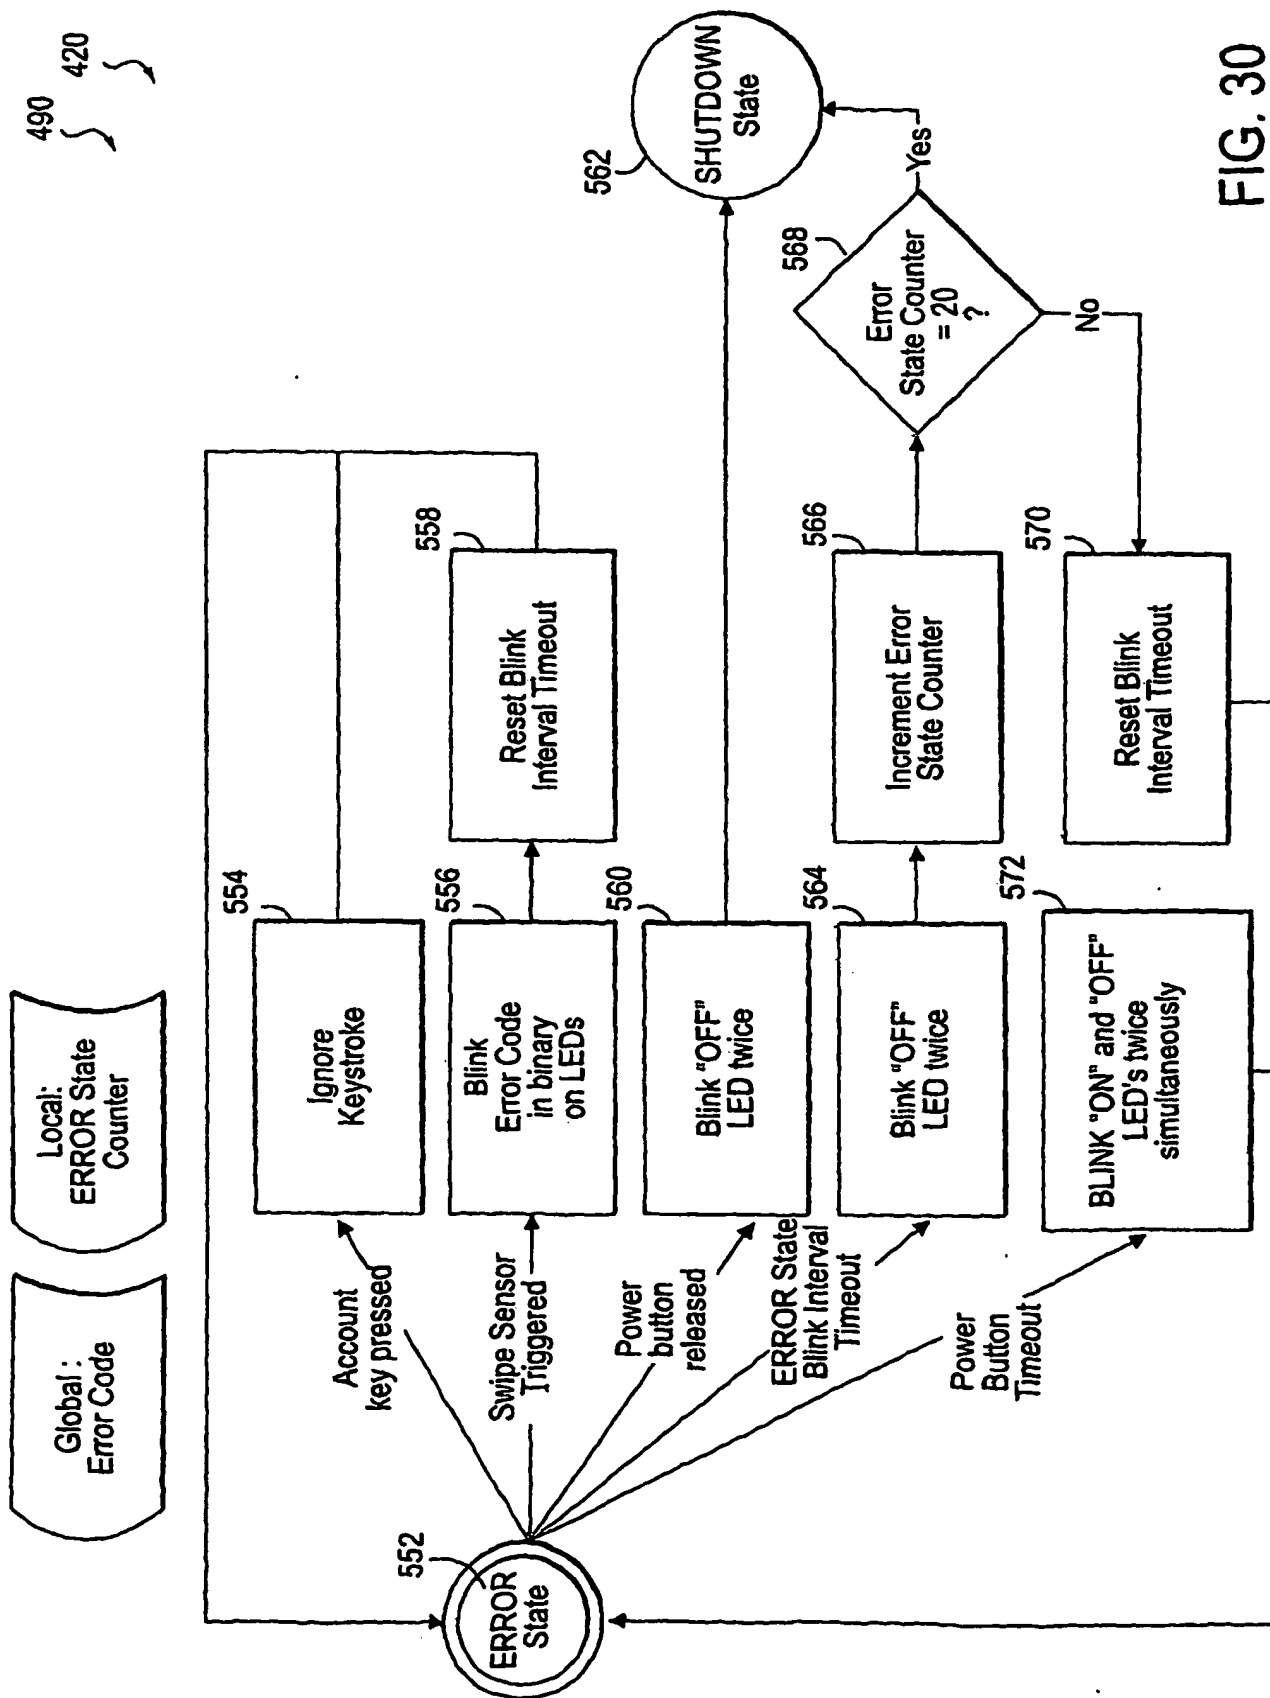 490
420
Global :
Error Code
Local:
ERROR State
Counter
552
ERROR
State
Account
key pressed
554
Ignore
Keystroke
Swipe Sensor
Triggered
556
Blink
Error Code
in binary
on LEDs
558
Reset Blink
Interval Timeout
Power
button
released
560
Blink "OFF"
LED twice
562
SHUTDOWN
State
ERROR State
Blink Interval
Timeout
564
Blink "OFF"
LED twice
566
Increment Error
State Counter
568
Error
State Counter
= 20
?
Yes
No
570
Reset Blink
Interval Timeout
Power
Button
Timeout
572
BLINK "ON" and "OFF"
LED's twice
simultaneously
FIG. 30